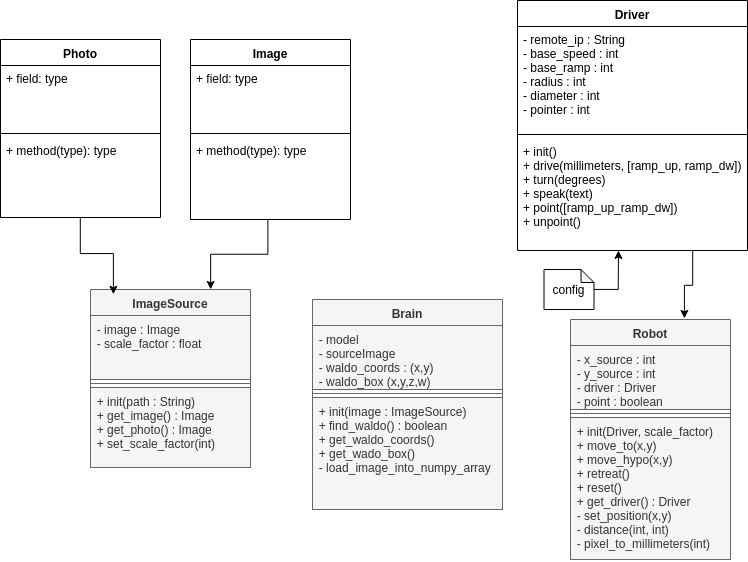 Photo
+ field: type
+ method(type): type
Image
+ field: type
+ method(type): type
Driver
- remote_ip : String
- base_speed : int
- base_ramp : int
- radius : int
- diameter : int
- pointer : int
+ init()
+ drive(millimeters, [ramp_up, ramp_dw])
+ turn(degrees)
+ speak(text)
+ point([ramp_up_ramp_dw])
+ unpoint()
config
ImageSource
- image : Image
- scale_factor : float
+ init(path : String)
+ get_image() : Image
+ get_photo() : Image
+ set_scale_factor(int)
Brain
- model
- sourceImage
- waldo_coords : (x,y)
- waldo_box (x,y,z,w)
+ init(image : ImageSource)
+ find_waldo() : boolean
+ get_waldo_coords()
+ get_wado_box()
- load_image_into_numpy_array
Robot
- x_source : int
- y_source : int
- driver : Driver
- point : boolean
+ init(Driver, scale_factor)
+ move_to(x,y)
+ move_hypo(x,y)
+ retreat()
+ reset()
+ get_driver() : Driver
- set_position(x,y)
- distance(int, int)
- pixel_to_millimeters(int)